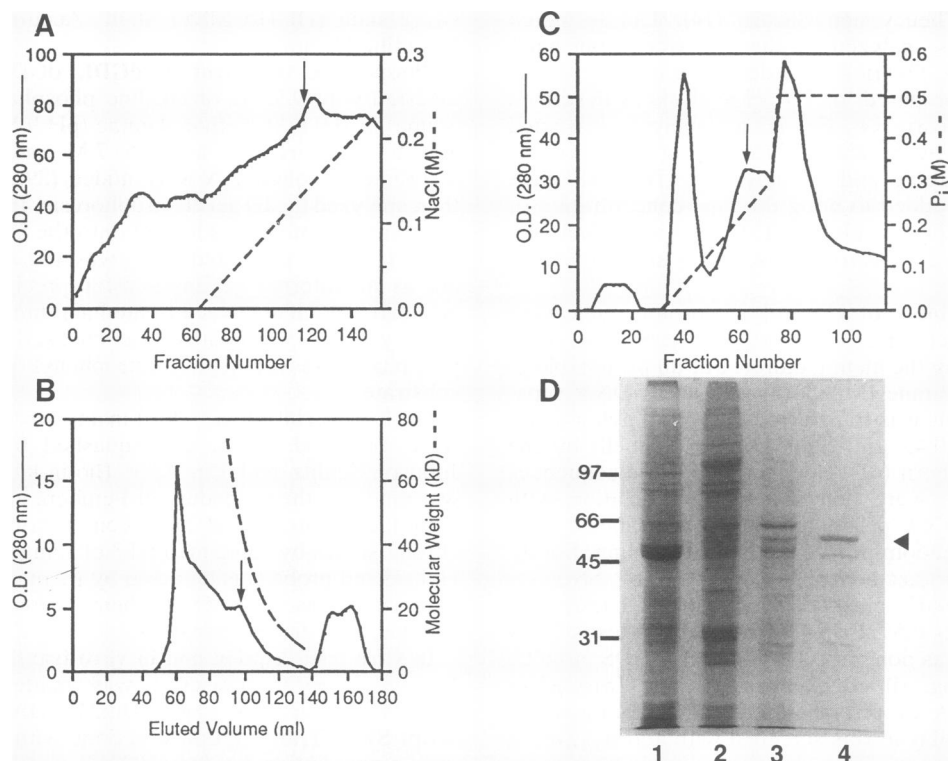 A
O.D. (280 nm)
100
80
60
40
20
0
0 20 40 60 80 100 120 140
Fraction Number
0.3
0.2
0.1
0.0
NaCl (M)
C
O.D. (280 nm)
60
50
40
30
20
10
0
0 20 40 60 80 100
Fraction Number
0.6
0.5
0.4
0.3
0.2
0.1
0.0
Pi (M)
B
O.D. (280 nm)
20
15
10
5
0
0 20 40 60 80 100 120 140 160 180
Eluted Volume (ml)
80
60
40
20
0
Molecular Weight (kD)
D
97
66
45
31
1 2 3 4